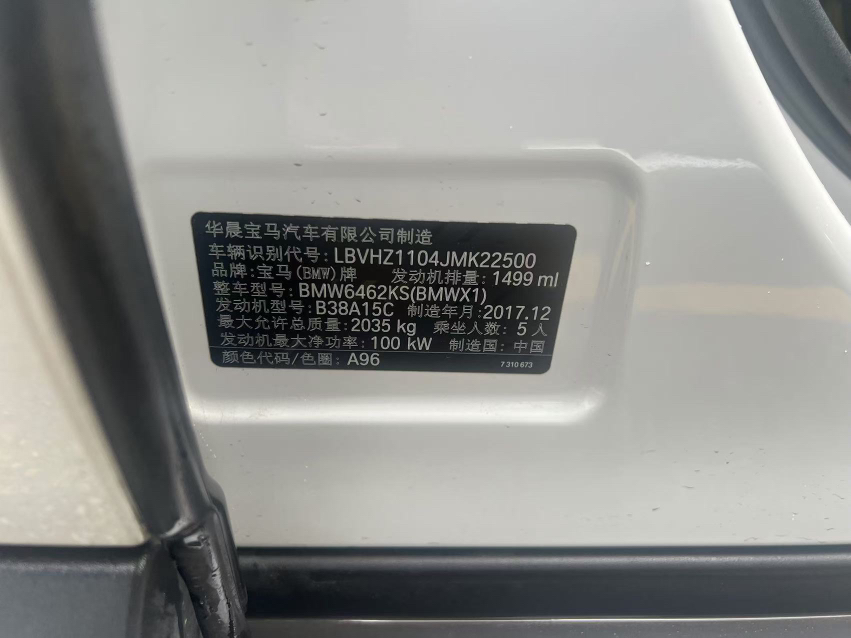 华晨宝马汽车有限公司制造
车辆识别代号: LBVHZ1104JMK22500
品牌: 宝马(BMW)牌 发动机排量: 1499 ml
整车型号: BMW6462KS(BMWX1)
发动机型号: B38A15C 制造年月: 2017.12
最大允许总质量: 2035 kg 乘坐人数: 5 人
发动机最大净功率: 100 kW 制造国: 中国
颜色代码/色圈: A96 7 310 673